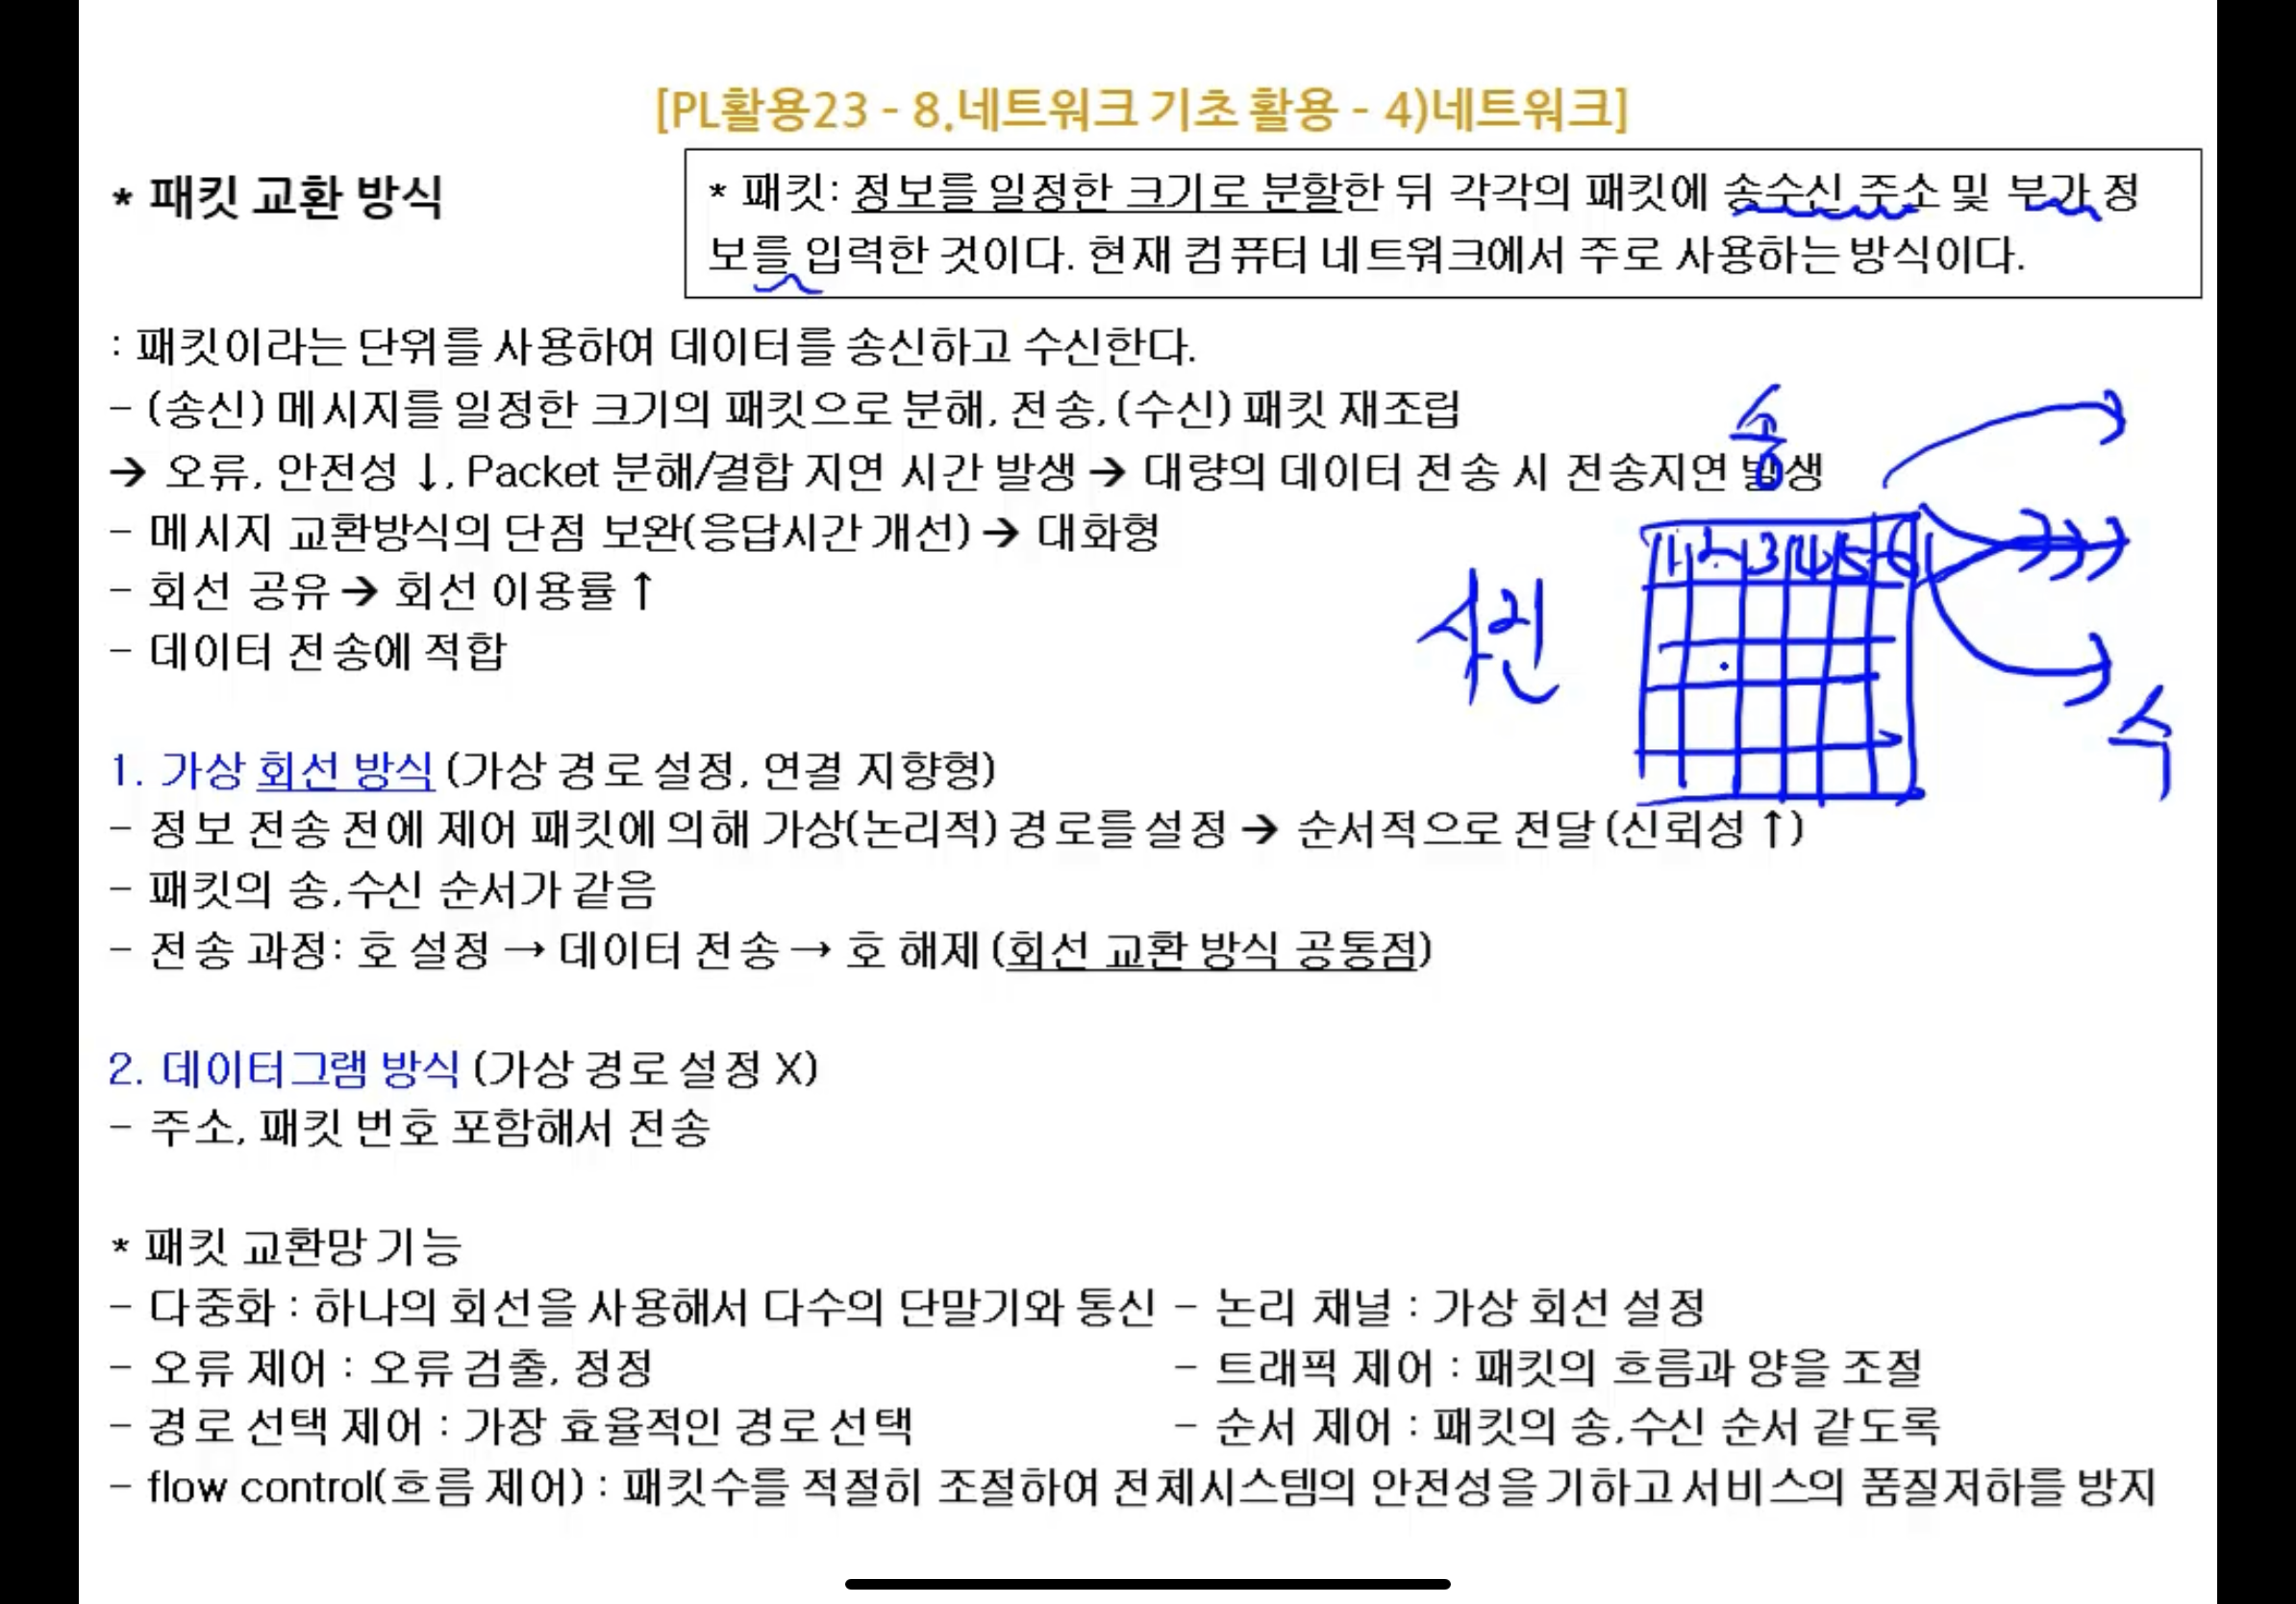 [PL활용23 - 8.네트워크 기초 활용 - 4)네트워크]
* 패킷 교환 방식
* 패킷: 정보를 일정한 크기로 분할한 뒤 각각의 패킷에 송수신 주소 및 부가 정
보를 입력한 것이다. 현재 컴퓨터 네트워크에서 주로 사용하는 방식이다.
: 패킷이라는 단위를 사용하여 데이터를 송신하고 수신한다.
- (송신) 메시지를 일정한 크기의 패킷으로 분해, 전송, (수신) 패킷 재조립
→ 오류, 안전성 ↓, Packet 분해/결합 지연 시간 발생 → 대량의 데이터 전송 시 전송지연 발생
- 메시지 교환방식의 단점 보완(응답시간 개선) → 대화형
- 회선 공유 → 회선 이용률 ↑
- 데이터 전송에 적합
송
1 2 3 4 5 6
사진
수
1. 가상 회선 방식 (가상 경로 설정, 연결 지향형)
- 정보 전송 전에 제어 패킷에 의해 가상(논리적) 경로를 설정 → 순서적으로 전달 (신뢰성 ↑)
- 패킷의 송,수신 순서가 같음
- 전송 과정: 호 설정 → 데이터 전송 → 호 해제 (회선 교환 방식 공통점)
2. 데이터그램 방식 (가상 경로 설정 X)
- 주소, 패킷 번호 포함해서 전송
* 패킷 교환망 기능
- 다중화 : 하나의 회선을 사용해서 다수의 단말기와 통신 - 논리 채널 : 가상 회선 설정
- 오류 제어 : 오류 검출, 정정 - 트래픽 제어 : 패킷의 흐름과 양을 조절
- 경로 선택 제어 : 가장 효율적인 경로 선택 - 순서 제어 : 패킷의 송,수신 순서 같도록
- flow control(흐름 제어) : 패킷수를 적절히 조절하여 전체시스템의 안전성을 기하고 서비스의 품질저하를 방지